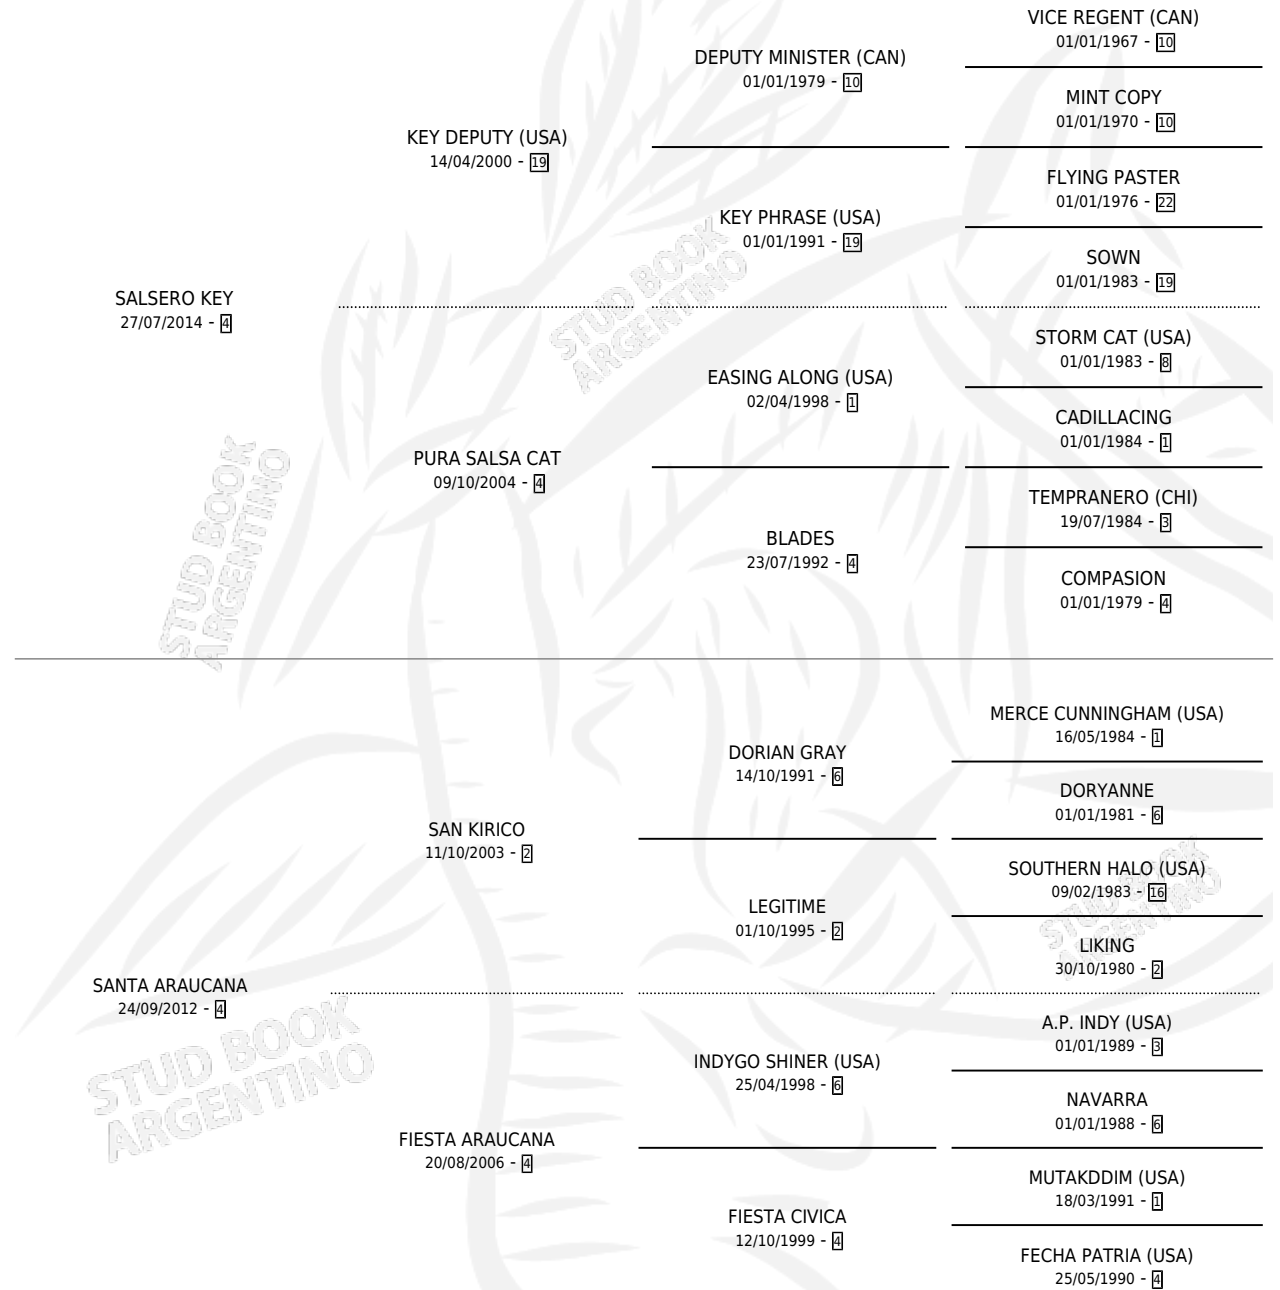 VICE REGENT (CAN)
01/01/1967 - 10
DEPUTY MINISTER (CAN)
01/01/1979 - 10
MINT COPY
01/01/1970 - 10
KEY DEPUTY (USA)
14/04/2000 - 19
FLYING PASTER
01/01/1976 - 22
KEY PHRASE (USA)
01/01/1991 - 19
SOWN
01/01/1983 - 19
SALSERO KEY
27/07/2014 - 4
STORM CAT (USA)
01/01/1983 - 8
EASING ALONG (USA)
02/04/1998 - 1
CADILLACING
01/01/1984 - 1
PURA SALSA CAT
09/10/2004 - 4
TEMPRANERO (CHI)
19/07/1984 - 3
BLADES
23/07/1992 - 4
COMPASION
01/01/1979 - 4
MERCE CUNNINGHAM (USA)
16/05/1984 - 1
DORIAN GRAY
14/10/1991 - 6
DORYANNE
01/01/1981 - 6
SAN KIRICO
11/10/2003 - 2
SOUTHERN HALO (USA)
09/02/1983 - 16
LEGITIME
01/10/1995 - 2
LIKING
30/10/1980 - 2
SANTA ARAUCANA
24/09/2012 - 4
A.P. INDY (USA)
01/01/1989 - 3
INDYGO SHINER (USA)
25/04/1998 - 6
NAVARRA
01/01/1988 - 6
FIESTA ARAUCANA
20/08/2006 - 4
MUTAKDDIM (USA)
18/03/1991 - 1
FIESTA CIVICA
12/10/1999 - 4
FECHA PATRIA (USA)
25/05/1990 - 4
STUD BOOK
ARGENTINO
STUD BOOK
ARGENTINO
STUD BOOK
ARGENTINO
STUD BOOK
ARGENTINO